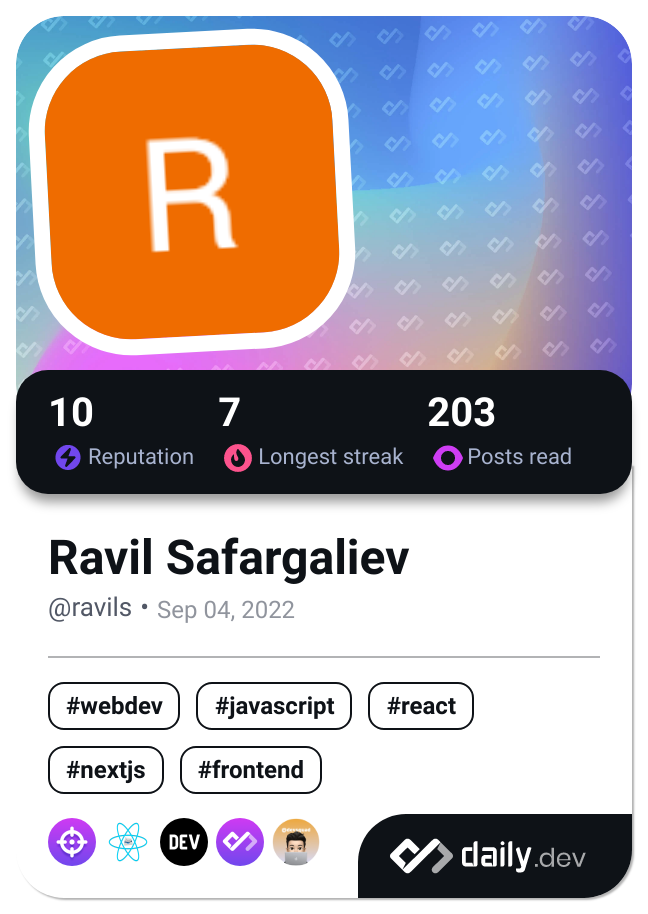 R
10 7 203
Reputation Longest streak Posts read
Ravil Safargaliev
@ravils • Sep 04, 2022
#webdev #javascript #react
#nextjs #frontend
DEV
daily.dev